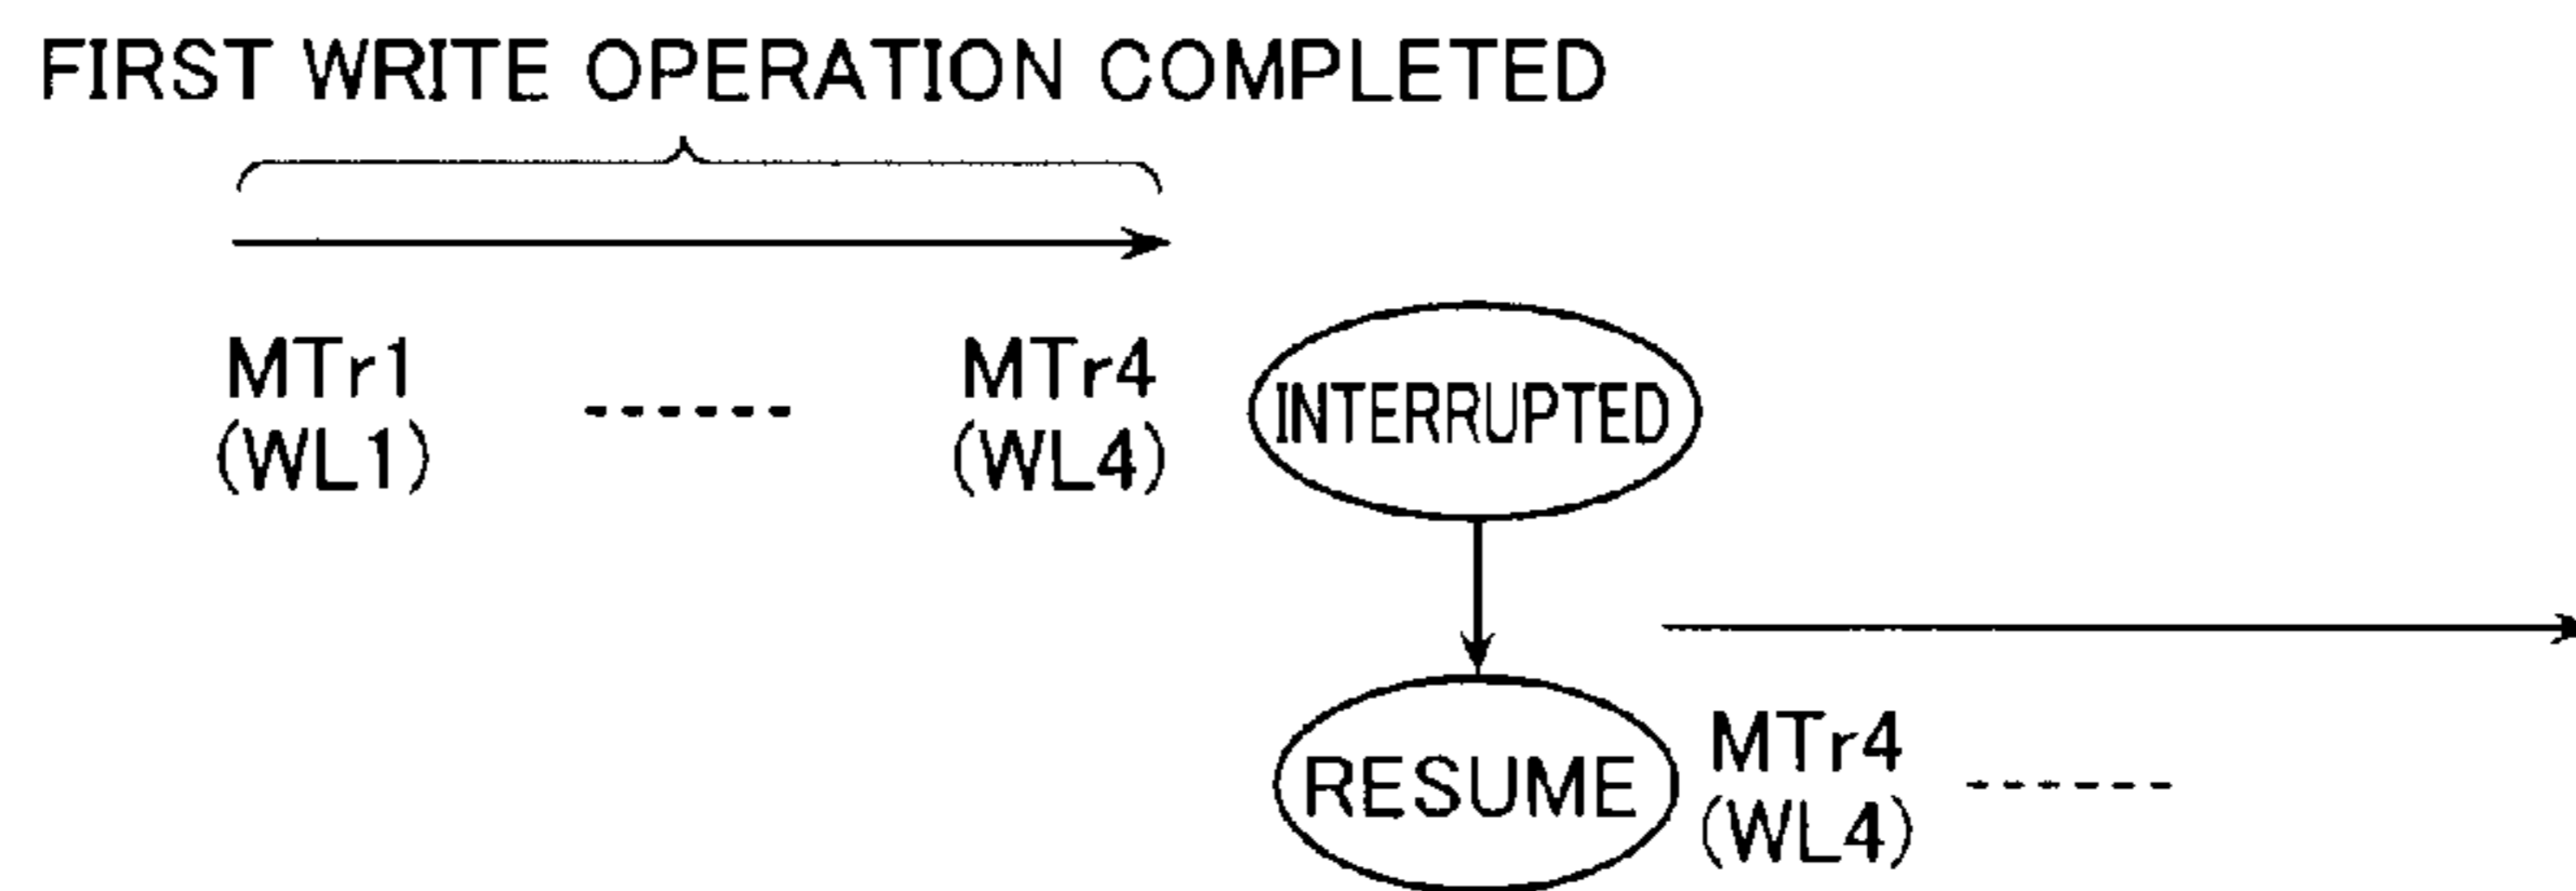 FIRST WRITE OPERATION COMPLETED
MTr1 ------ MTr4
(WL1) (WL4)
INTERRUPTED
RESUME
MTr4 ------
(WL4)